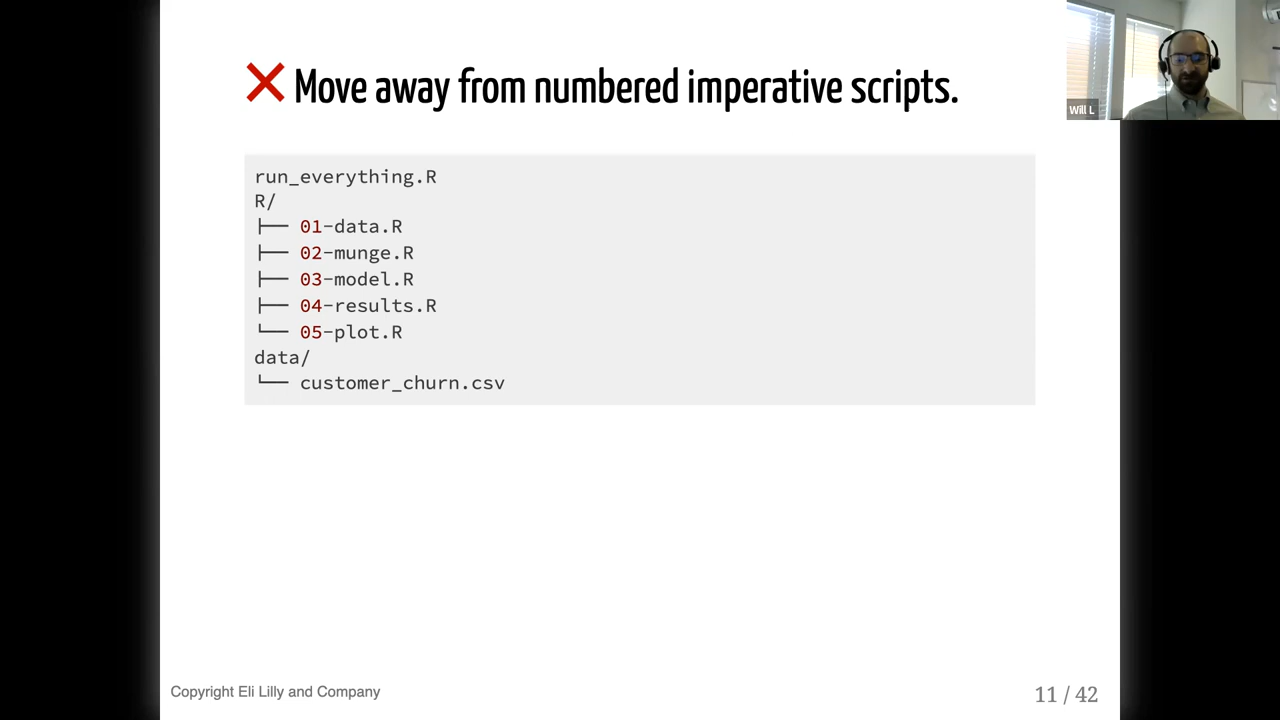 ❌ Move away from numbered imperative scripts.
Will L
run_everything.R
R/
├── 01-data.R
├── 02-munge.R
├── 03-model.R
├── 04-results.R
└── 05-plot.R
data/
└── customer_churn.csv
Copyright Eli Lilly and Company
11 / 42